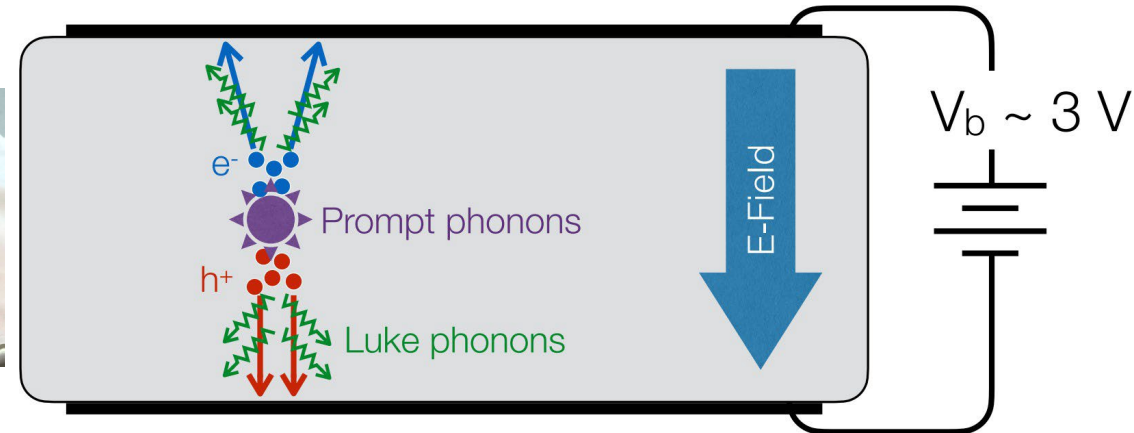 e-
Prompt phonons
h+
Luke phonons
E-Field
Vb ~ 3 V